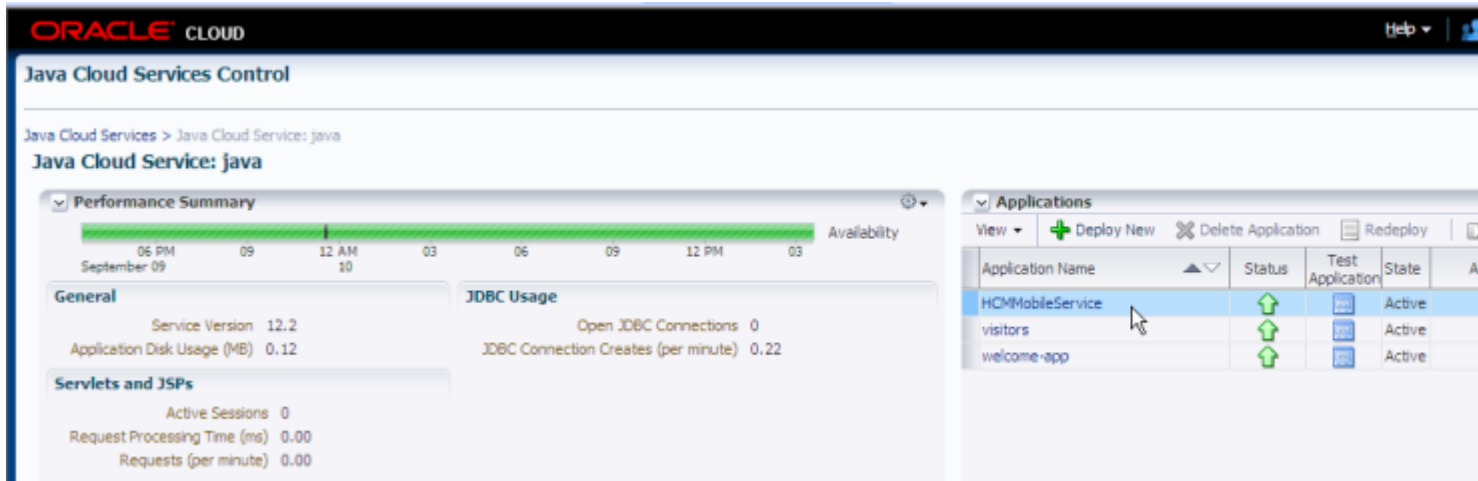 ORACLE CLOUD
Help
Java Cloud Services Control
Java Cloud Services > Java Cloud Service: java
Java Cloud Service: java
Performance Summary
Availability
06 PM 09 12 AM 03 06 09 12 PM 03
September 09 10
General
Service Version 12.2
Application Disk Usage (MB) 0.12
Servlets and JSPs
Active Sessions 0
Request Processing Time (ms) 0.00
Requests (per minute) 0.00
JDBC Usage
Open JDBC Connections 0
JDBC Connection Creates (per minute) 0.22
Applications
View Deploy New Delete Application Redeploy
Application Name Status Test Application State A
HCMMobileService Active
visitors Active
welcome-app Active